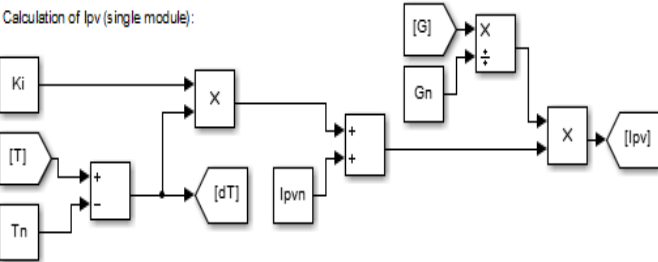 Calculation of Ipv (single module):
[G]
X
÷
Gn
Ki
X
[T]
+
−
Tn
[dT]
Ipvn
+
+
X
[Ipv]